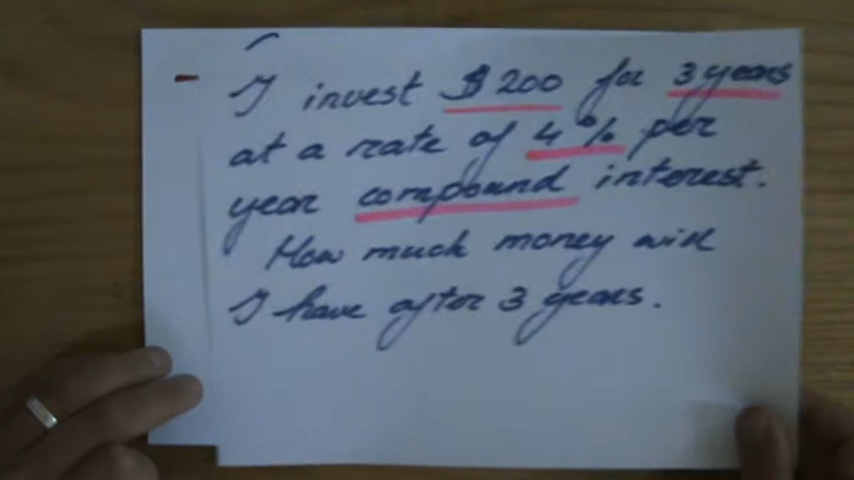 I invest $200 for 3 years
at a rate of 4% per
year compound interest.
How much money will
I have after 3 years.